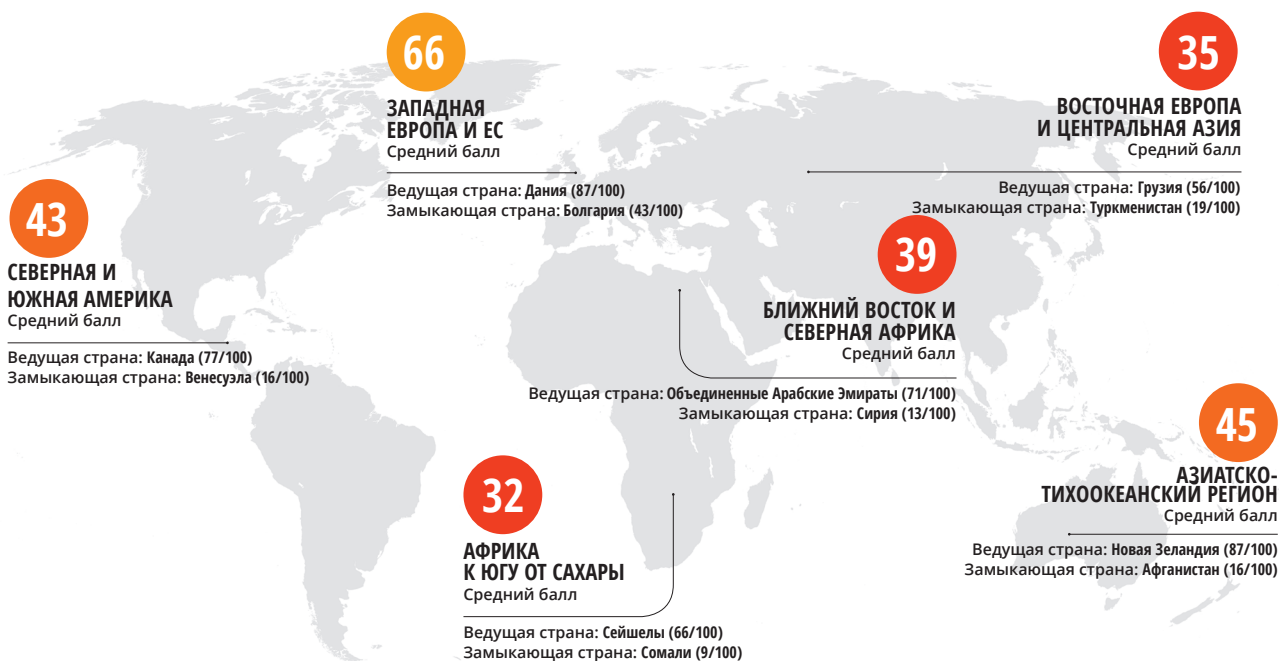 66
ЗАПАДНАЯ
ЕВРОПА И ЕС
Средний балл
Ведущая страна: Дания (87/100)
Замыкающая страна: Болгария (43/100)
35
ВОСТОЧНАЯ ЕВРОПА
И ЦЕНТРАЛЬНАЯ АЗИЯ
Средний балл
Ведущая страна: Грузия (56/100)
Замыкающая страна: Туркменистан (19/100)
43
СЕВЕРНАЯ И
ЮЖНАЯ АМЕРИКА
Средний балл
Ведущая страна: Канада (77/100)
Замыкающая страна: Венесуэла (16/100)
39
БЛИЖНИЙ ВОСТОК И
СЕВЕРНАЯ АФРИКА
Средний балл
Ведущая страна: Объединенные Арабские Эмираты (71/100)
Замыкающая страна: Сирия (13/100)
32
АФРИКА
К ЮГУ ОТ САХАРЫ
Средний балл
Ведущая страна: Сейшелы (66/100)
Замыкающая страна: Сомали (9/100)
45
АЗИАТСКО-
ТИХООКЕАНСКИЙ РЕГИОН
Средний балл
Ведущая страна: Новая Зеландия (87/100)
Замыкающая страна: Афганистан (16/100)